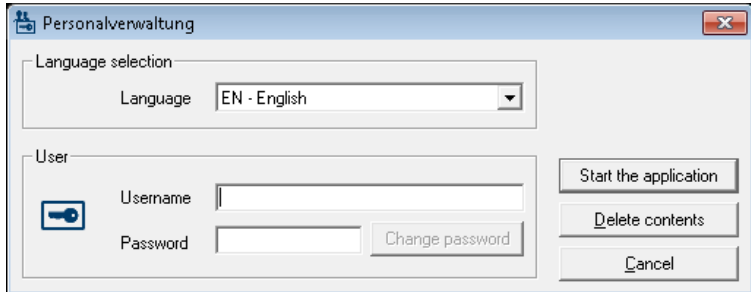 Personalverwaltung
Language selection
Language EN - English
User
Username
Password Change password
Start the application
Delete contents
Cancel